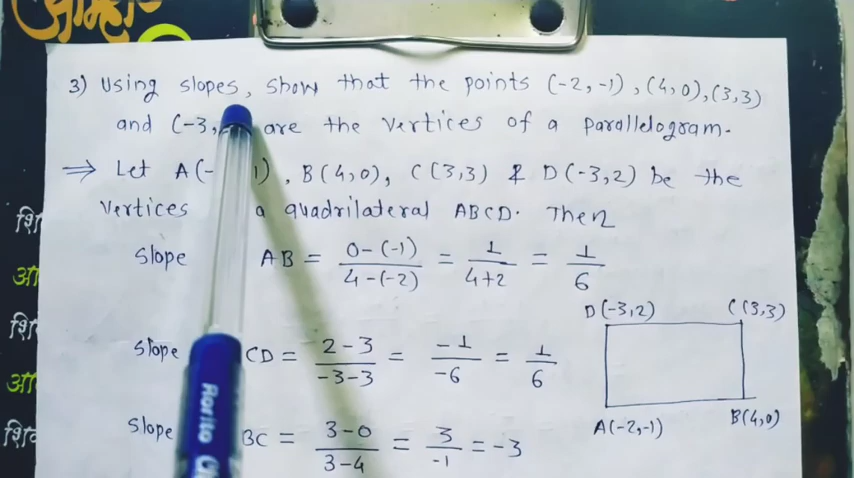 आम्हा
3) Using slopes, show that the points (-2,-1), (4,0), (3,3)
and (-3, are the vertices of a parallelogram.
⇒ Let A(- 1), B(4,0), C(3,3) & D(-3,2) be the
vertices a quadrilateral ABCD. Then
Slope AB = 0-(-1)/4-(-2) = 1/4+2 = 1/6
D(-3,2) C(3,3)
Slope CD = 2-3/-3-3 = -1/-6 = 1/6
A(-2,-1) B(4,0)
Slope BC = 3-0/3-4 = 3/-1 = -3
Rorito